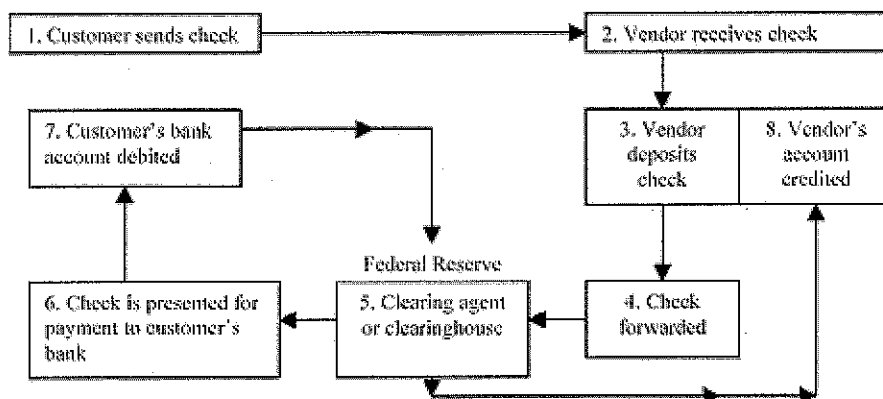 1. Customer sends check
2. Vendor receives check
7. Customer's bank
account debited
3. Vendor
deposits
check
8. Vendor's
account
credited
Federal Reserve
6. Check is presented for
payment to customer's
bank
5. Clearing agent
or clearinghouse
4. Check
forwarded